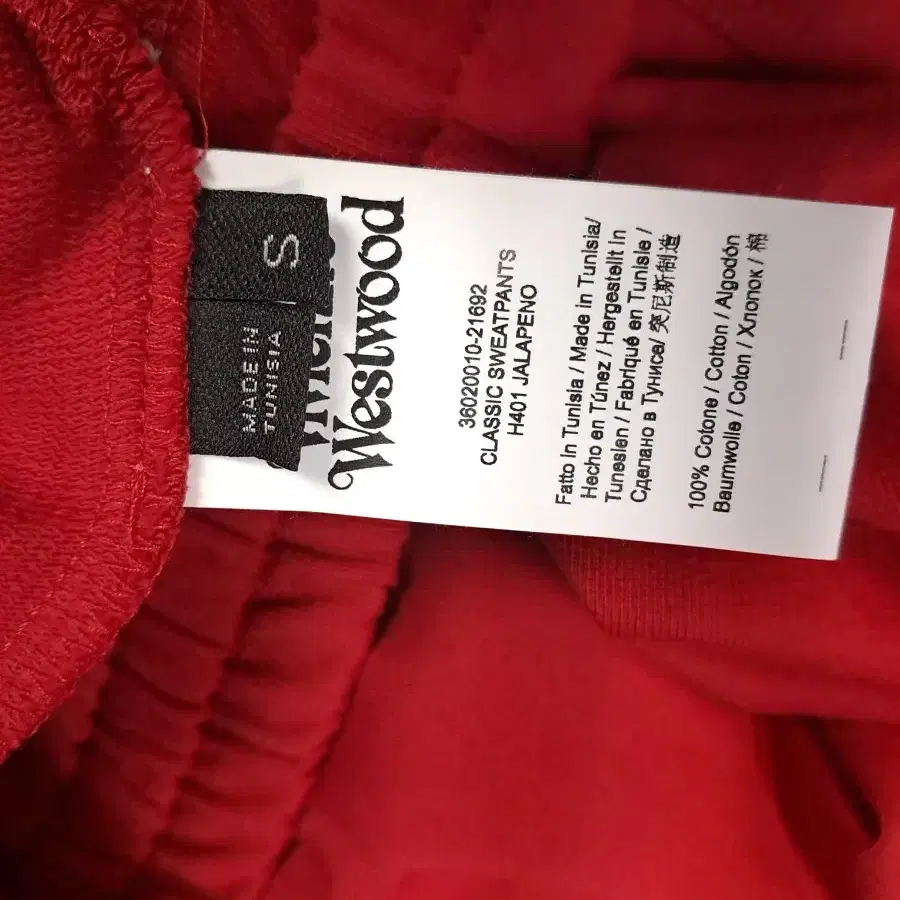 S
MADE IN
TUNISIA
Westwood
36020010-21692
CLASSIC SWEATPANTS
H401 JALAPENO
Fatto in Tunisia / Made in Tunisia/
Hecho en Túnez / Hergestellt in
Tunesien / Fabriqué en Tunisie /
Сделано в Тунисе/ 突尼斯制造
100% Cotone / Cotton / Algodón
Baumwolle / Coton / Хлопок / 棉